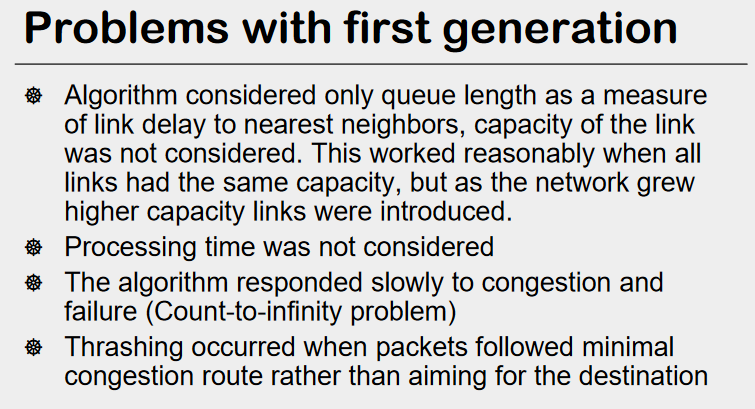 Problems with first generation
Algorithm considered only queue length as a measure
of link delay to nearest neighbors, capacity of the link
was not considered. This worked reasonably when all
links had the same capacity, but as the network grew
higher capacity links were introduced.
Processing time was not considered
The algorithm responded slowly to congestion and
failure (Count-to-infinity problem)
Thrashing occurred when packets followed minimal
congestion route rather than aiming for the destination